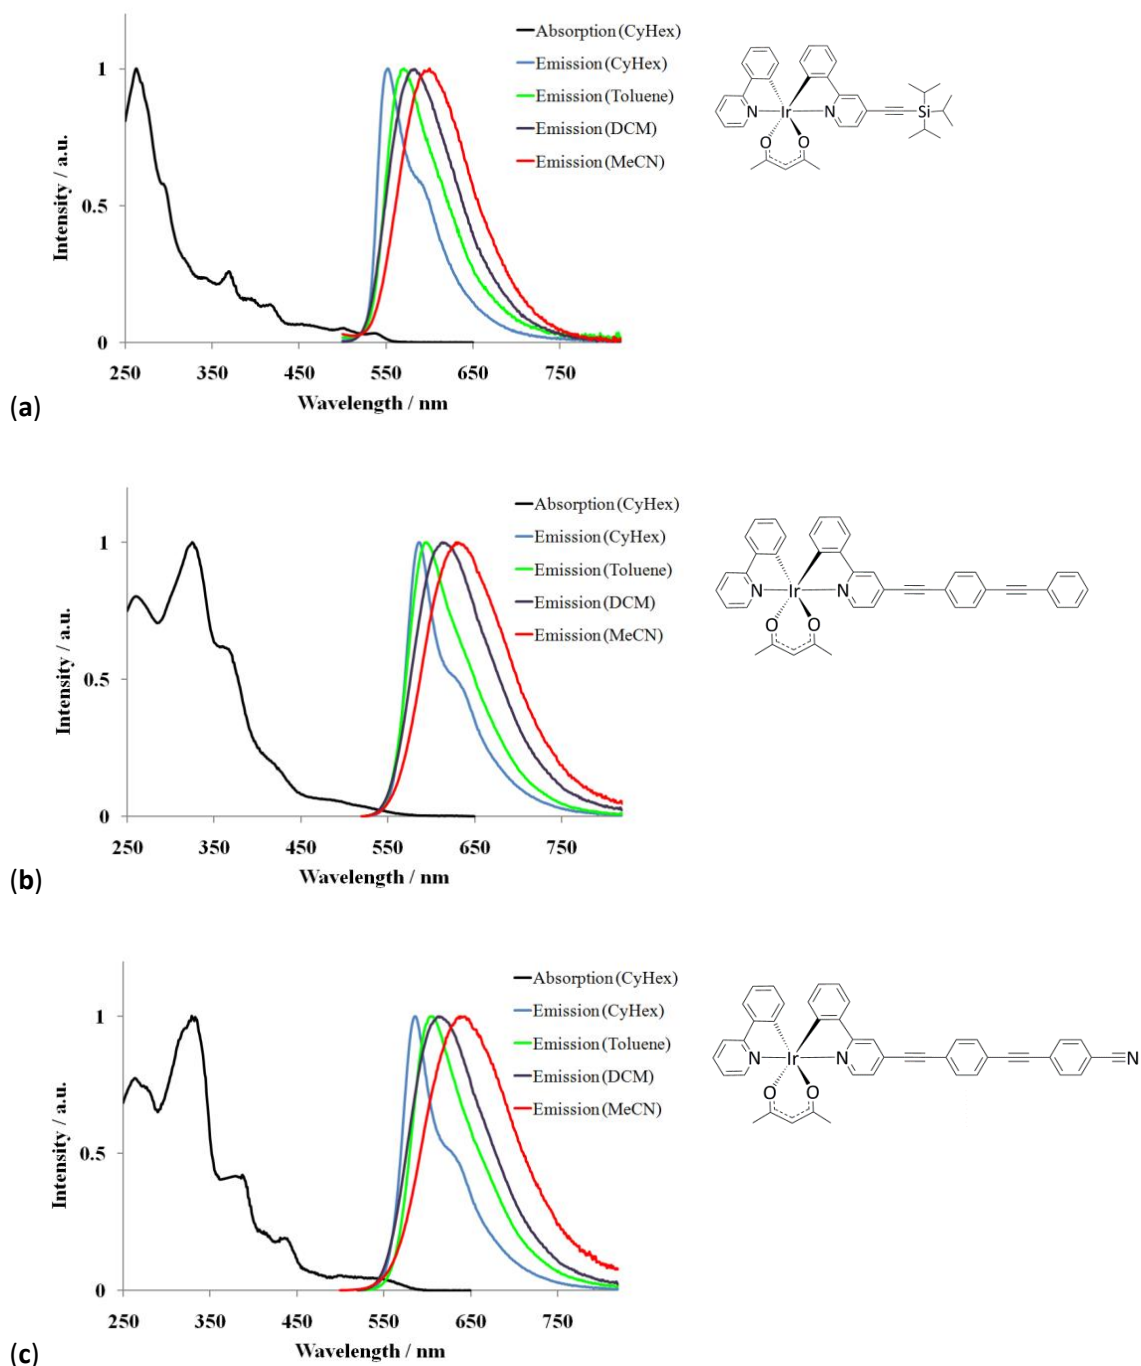 Absorption (CyHex)
Emission (CyHex)
Emission (Toluene)
Emission (DCM)
Emission (MeCN)
Intensity / a.u.
1
0.5
0
250 350 450 550 650 750
Wavelength / nm
N Ir N Si
O O
(a)
Absorption (CyHex)
Emission (CyHex)
Emission (Toluene)
Emission (DCM)
Emission (MeCN)
Intensity / a.u.
1
0.5
0
250 350 450 550 650 750
Wavelength / nm
N Ir N
O O
(b)
Absorption (CyHex)
Emission (CyHex)
Emission (Toluene)
Emission (DCM)
Emission (MeCN)
Intensity / a.u.
1
0.5
0
250 350 450 550 650 750
Wavelength / nm
N Ir N N
O O
(c)